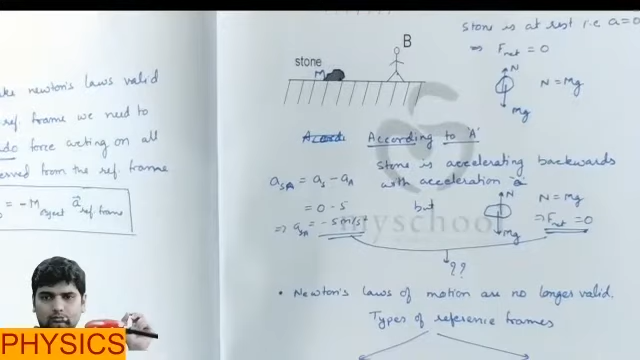 ke newton's laws valid
ref. frame we need to
do force acting on all
erved from the ref. frame
= -M object a ref. frame
stone is at rest i.e a=0
⇒ Fnet = 0
B
stone
M
N
N = Mg
Mg
According to 'A'
Stone is accelerating backwards
aSA = as - aA
with acceleration a
= 0 - 5
but
N
N = Mg
⇒ aSA = -5m/s²
⇒ Fnet = 0
Mg
myschool
??
• Newton's laws of motion are no longer valid.
Types of reference frames
PHYSICS